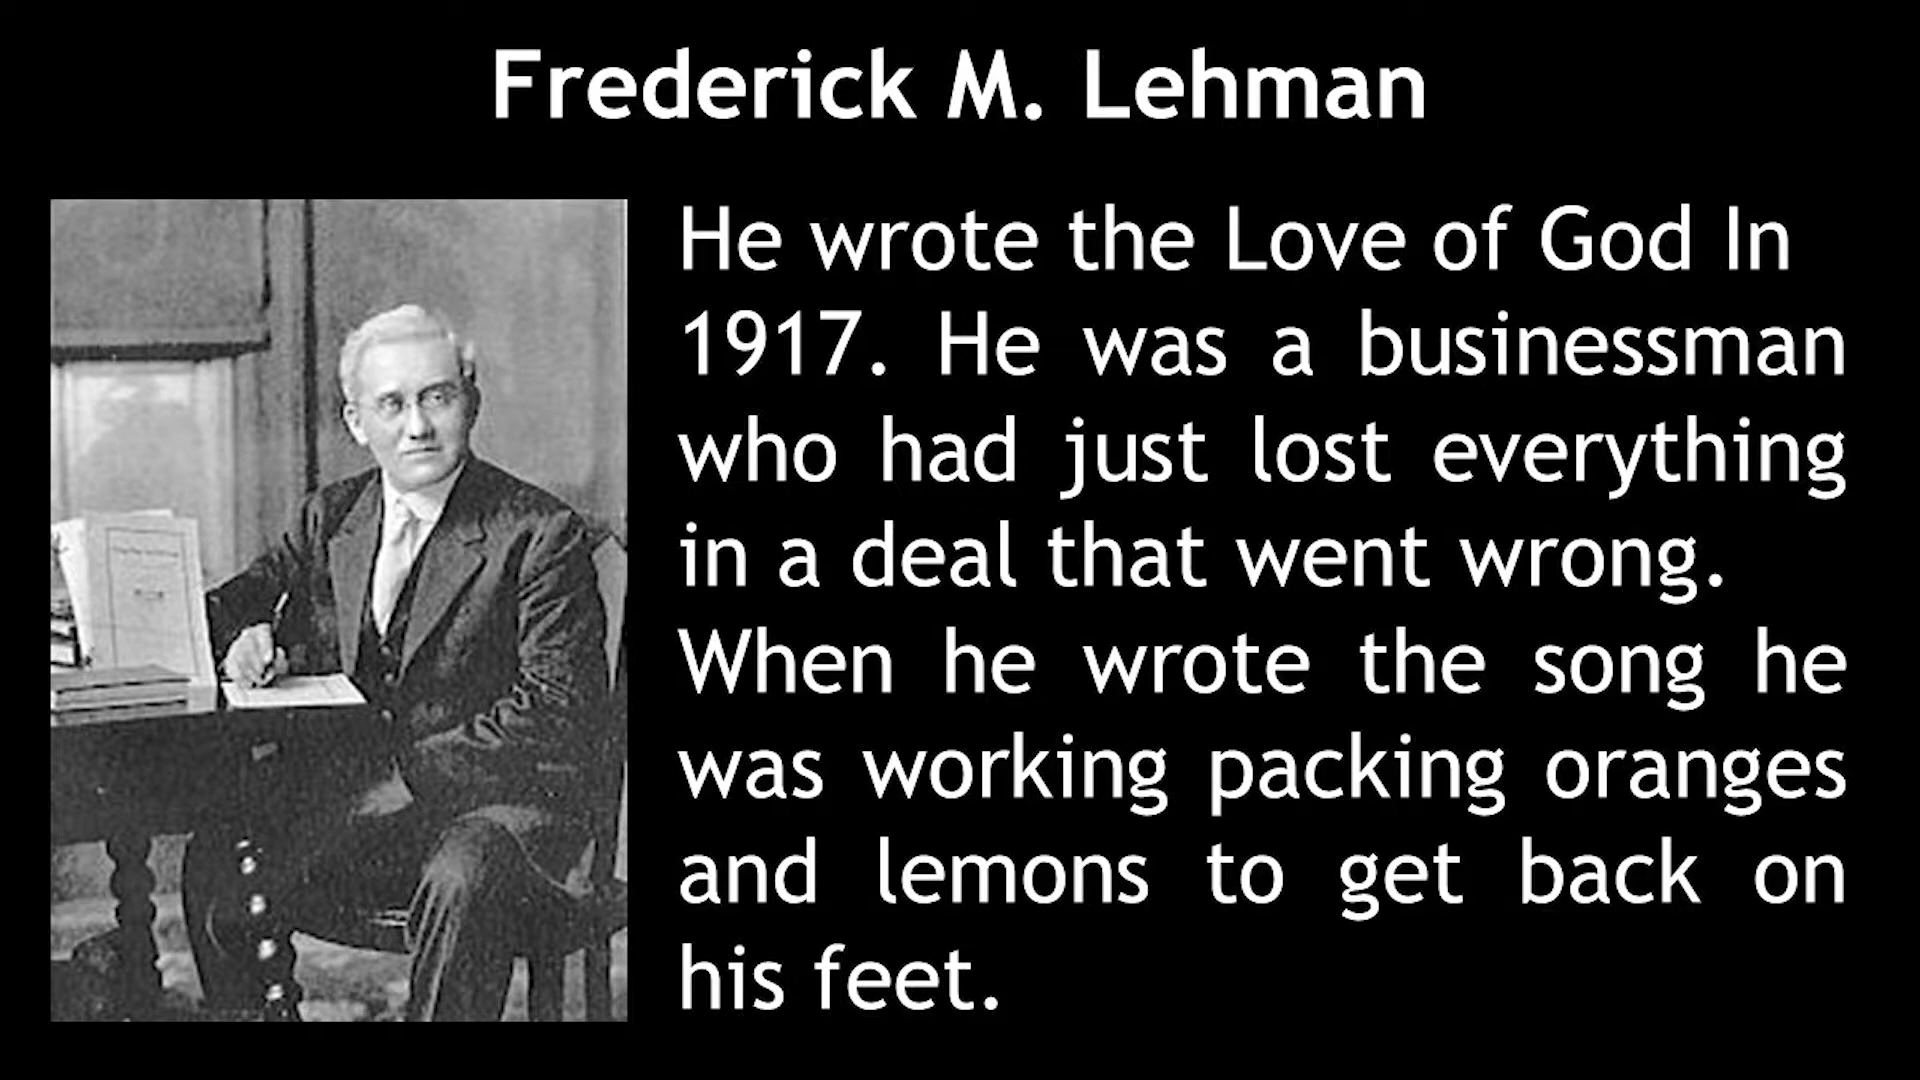 Frederick M. Lehman
He wrote the Love of God In
1917. He was a businessman
who had just lost everything
in a deal that went wrong.
When he wrote the song he
was working packing oranges
and lemons to get back on
his feet.